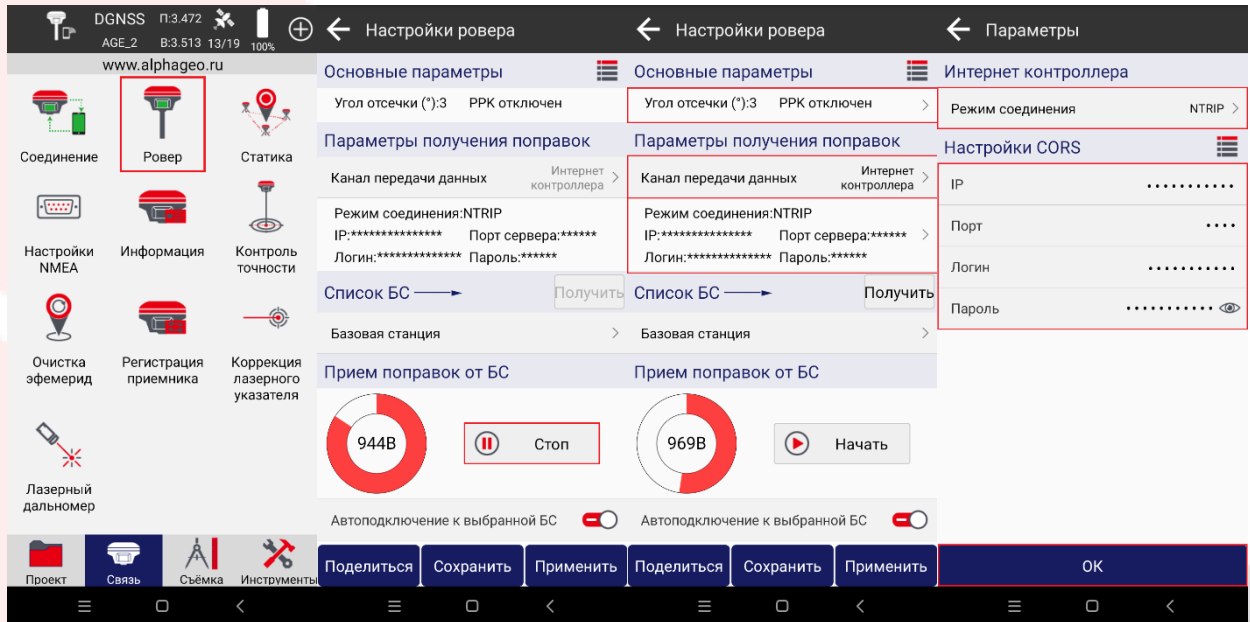 DGNSS П:3.472
AGE_2 В:3.513 13/19 100%
www.alphageo.ru
Соединение
Ровер
Статика
Настройки
NMEA
Информация
Контроль
точности
Очистка
эфемерид
Регистрация
приемника
Коррекция
лазерного
указателя
Лазерный
дальномер
Проект
Связь
Съёмка
Инструменты
Настройки ровера
Основные параметры
Угол отсечки (°):3 PPK отключен
Параметры получения поправок
Канал передачи данных
Интернет
контроллера
Режим соединения:NTRIP
IP:*************** Порт сервера:******
Логин:************** Пароль:******
Список БС
Получить
Базовая станция
Прием поправок от БС
944B
Стоп
Автоподключение к выбранной БС
Поделиться
Сохранить
Применить
Настройки ровера
Основные параметры
Угол отсечки (°):3 PPK отключен
Параметры получения поправок
Канал передачи данных
Интернет
контроллера
Режим соединения:NTRIP
IP:*************** Порт сервера:******
Логин:************** Пароль:******
Список БС
Получить
Базовая станция
Прием поправок от БС
969B
Начать
Автоподключение к выбранной БС
Поделиться
Сохранить
Применить
Параметры
Интернет контроллера
Режим соединения NTRIP
Настройки CORS
IP ···········
Порт ····
Логин ···········
Пароль ···········
ОК